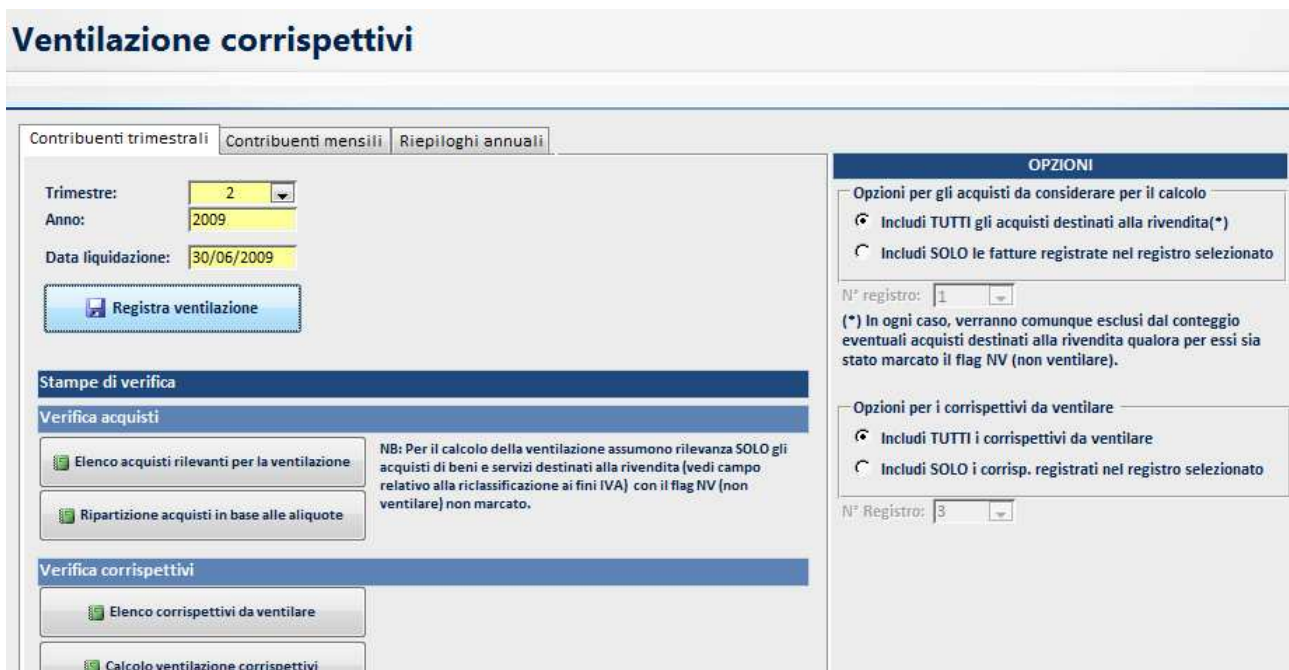 Ventilazione corrispettivi
Contribuenti trimestrali
Contribuenti mensili
Riepiloghi annuali
Trimestre: 2
Anno: 2009
Data liquidazione: 30/06/2009
Registra ventilazione
Stampe di verifica
Verifica acquisti
Elenco acquisti rilevanti per la ventilazione
Ripartizione acquisti in base alle aliquote
NB: Per il calcolo della ventilazione assumono rilevanza SOLO gli
acquisti di beni e servizi destinati alla rivendita (vedi campo
relativo alla riclassificazione ai fini IVA) con il flag NV (non
ventilare) non marcato.
Verifica corrispettivi
Elenco corrispettivi da ventilare
Calcolo ventilazione corrispettivi
OPZIONI
Opzioni per gli acquisti da considerare per il calcolo
Includi TUTTI gli acquisti destinati alla rivendita(*)
Includi SOLO le fatture registrate nel registro selezionato
N° registro: 1
(*) In ogni caso, verranno comunque esclusi dal conteggio
eventuali acquisti destinati alla rivendita qualora per essi sia
stato marcato il flag NV (non ventilare).
Opzioni per i corrispettivi da ventilare
Includi TUTTI i corrispettivi da ventilare
Includi SOLO i corrisp. registrati nel registro selezionato
N° Registro: 3